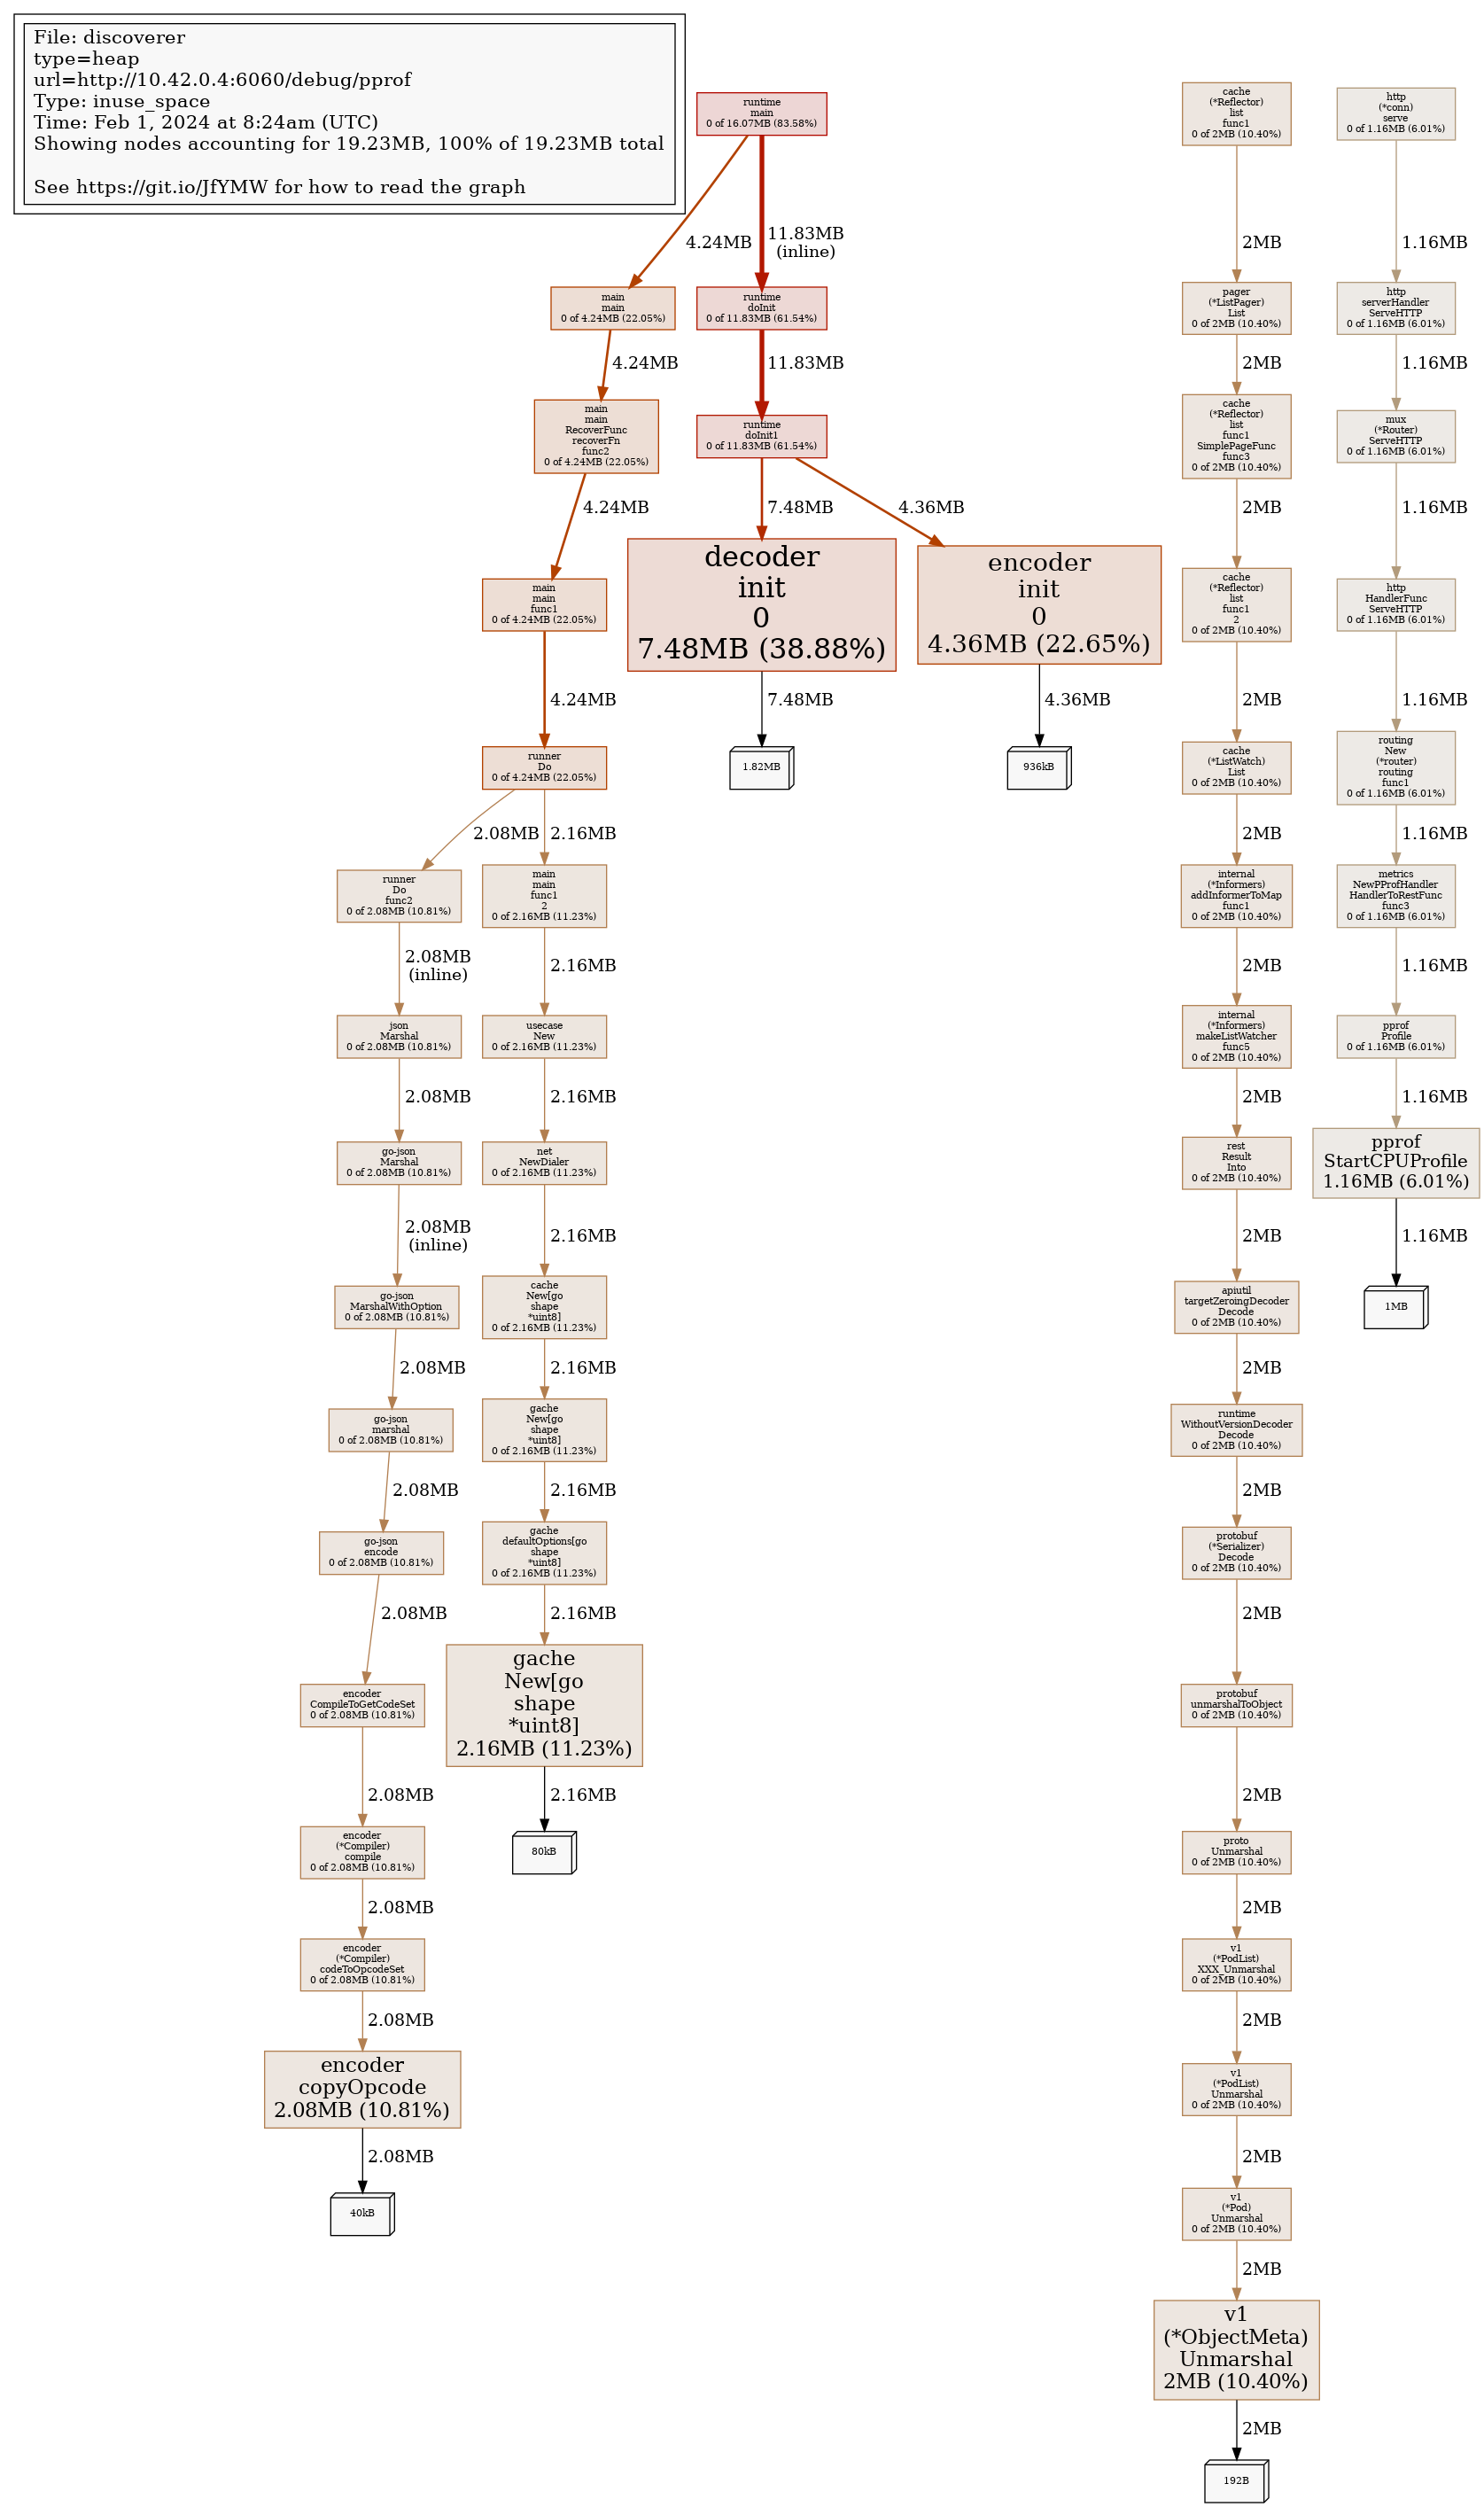 File: discoverer
type=heap
url=http://10.42.0.4:6060/debug/pprof
Type: inuse_space
Time: Feb 1, 2024 at 8:24am (UTC)
Showing nodes accounting for 19.23MB, 100% of 19.23MB total
See https://git.io/JfYMW for how to read the graph
runtime
main
0 of 16.07MB (83.58%)
4.24MB
11.83MB
(inline)
main
main
0 of 4.24MB (22.05%)
runtime
doInit
0 of 11.83MB (61.54%)
4.24MB
11.83MB
main
main
RecoverFunc
recoverFn
func2
0 of 4.24MB (22.05%)
runtime
doInit1
0 of 11.83MB (61.54%)
4.24MB
7.48MB
4.36MB
main
main
func1
0 of 4.24MB (22.05%)
decoder
init
0
7.48MB (38.88%)
encoder
init
0
4.36MB (22.65%)
4.24MB
7.48MB
4.36MB
runner
Do
0 of 4.24MB (22.05%)
1.82MB
936kB
2.08MB
2.16MB
runner
Do
func2
0 of 2.08MB (10.81%)
2.08MB
(inline)
json
Marshal
0 of 2.08MB (10.81%)
2.08MB
go-json
Marshal
0 of 2.08MB (10.81%)
2.08MB
(inline)
go-json
MarshalWithOption
0 of 2.08MB (10.81%)
2.08MB
go-json
marshal
0 of 2.08MB (10.81%)
2.08MB
go-json
encode
0 of 2.08MB (10.81%)
2.08MB
encoder
CompileToGetCodeSet
0 of 2.08MB (10.81%)
2.08MB
encoder
(*Compiler)
compile
0 of 2.08MB (10.81%)
2.08MB
encoder
(*Compiler)
codeToOpcodeSet
0 of 2.08MB (10.81%)
2.08MB
encoder
copyOpcode
2.08MB (10.81%)
2.08MB
40kB
main
main
func1
2
0 of 2.16MB (11.23%)
2.16MB
usecase
New
0 of 2.16MB (11.23%)
2.16MB
net
NewDialer
0 of 2.16MB (11.23%)
2.16MB
cache
New[go
shape
*uint8]
0 of 2.16MB (11.23%)
2.16MB
gache
New[go
shape
*uint8]
0 of 2.16MB (11.23%)
2.16MB
gache
defaultOptions[go
shape
*uint8]
0 of 2.16MB (11.23%)
2.16MB
gache
New[go
shape
*uint8]
2.16MB (11.23%)
2.16MB
80kB
cache
(*Reflector)
list
func1
0 of 2MB (10.40%)
2MB
pager
(*ListPager)
List
0 of 2MB (10.40%)
2MB
cache
(*Reflector)
list
func1
SimplePageFunc
func3
0 of 2MB (10.40%)
2MB
cache
(*Reflector)
list
func1
2
0 of 2MB (10.40%)
2MB
cache
(*ListWatch)
List
0 of 2MB (10.40%)
2MB
internal
(*Informers)
addInformerToMap
func1
0 of 2MB (10.40%)
2MB
internal
(*Informers)
makeListWatcher
func5
0 of 2MB (10.40%)
2MB
rest
Result
Into
0 of 2MB (10.40%)
2MB
apiutil
targetZeroingDecoder
Decode
0 of 2MB (10.40%)
2MB
runtime
WithoutVersionDecoder
Decode
0 of 2MB (10.40%)
2MB
protobuf
(*Serializer)
Decode
0 of 2MB (10.40%)
2MB
protobuf
unmarshalToObject
0 of 2MB (10.40%)
2MB
proto
Unmarshal
0 of 2MB (10.40%)
2MB
v1
(*PodList)
XXX_Unmarshal
0 of 2MB (10.40%)
2MB
v1
(*PodList)
Unmarshal
0 of 2MB (10.40%)
2MB
v1
(*Pod)
Unmarshal
0 of 2MB (10.40%)
2MB
v1
(*ObjectMeta)
Unmarshal
2MB (10.40%)
2MB
192B
http
(*conn)
serve
0 of 1.16MB (6.01%)
1.16MB
http
serverHandler
ServeHTTP
0 of 1.16MB (6.01%)
1.16MB
mux
(*Router)
ServeHTTP
0 of 1.16MB (6.01%)
1.16MB
http
HandlerFunc
ServeHTTP
0 of 1.16MB (6.01%)
1.16MB
routing
New
(*router)
routing
func1
0 of 1.16MB (6.01%)
1.16MB
metrics
NewPProfHandler
HandlerToRestFunc
func3
0 of 1.16MB (6.01%)
1.16MB
pprof
Profile
0 of 1.16MB (6.01%)
1.16MB
pprof
StartCPUProfile
1.16MB (6.01%)
1.16MB
1MB